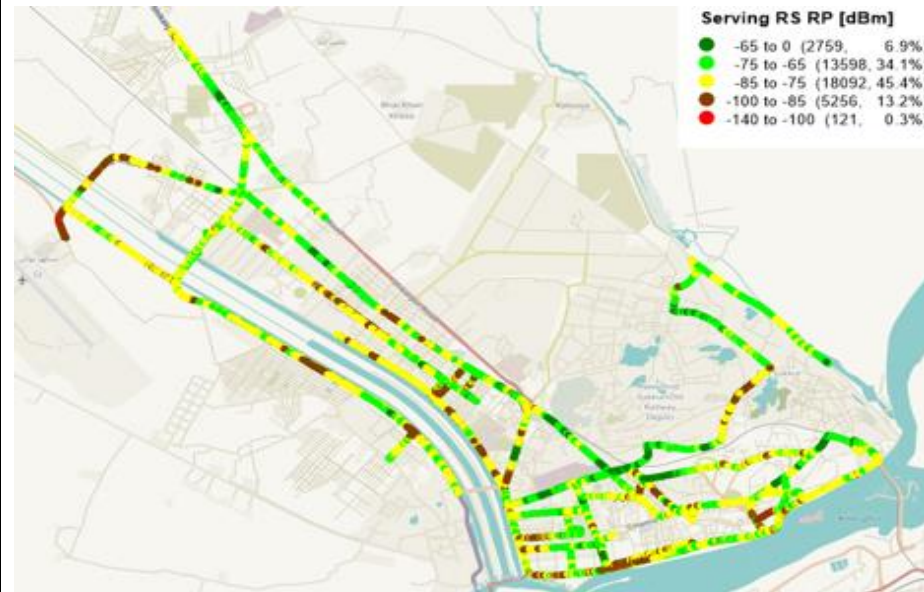 Serving RS RP [dBm]
-65 to 0 (2759, 6.9%
-75 to -65 (13598, 34.1%
-85 to -75 (18092, 45.4%
-100 to -85 (5256, 13.2%
-140 to -100 (121, 0.3%